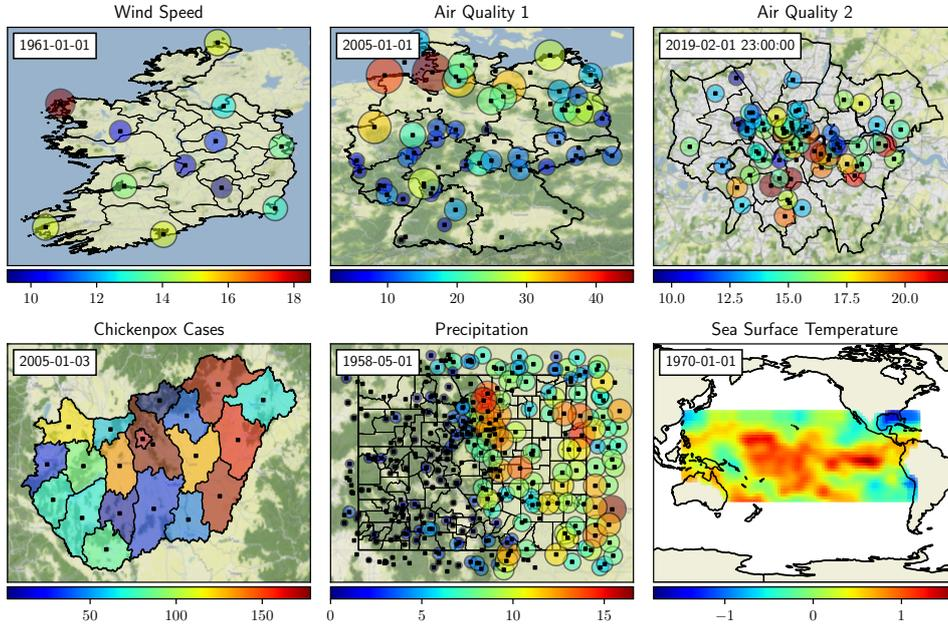 Wind Speed
Air Quality 1
Air Quality 2
1961-01-01
2005-01-01
2019-02-01 23:00:00
10 12 14 16 18
10 20 30 40
10.0 12.5 15.0 17.5 20.0
Chickenpox Cases
Precipitation
Sea Surface Temperature
2005-01-03
1958-05-01
1970-01-01
50 100 150
0 5 10 15
−1 0 1